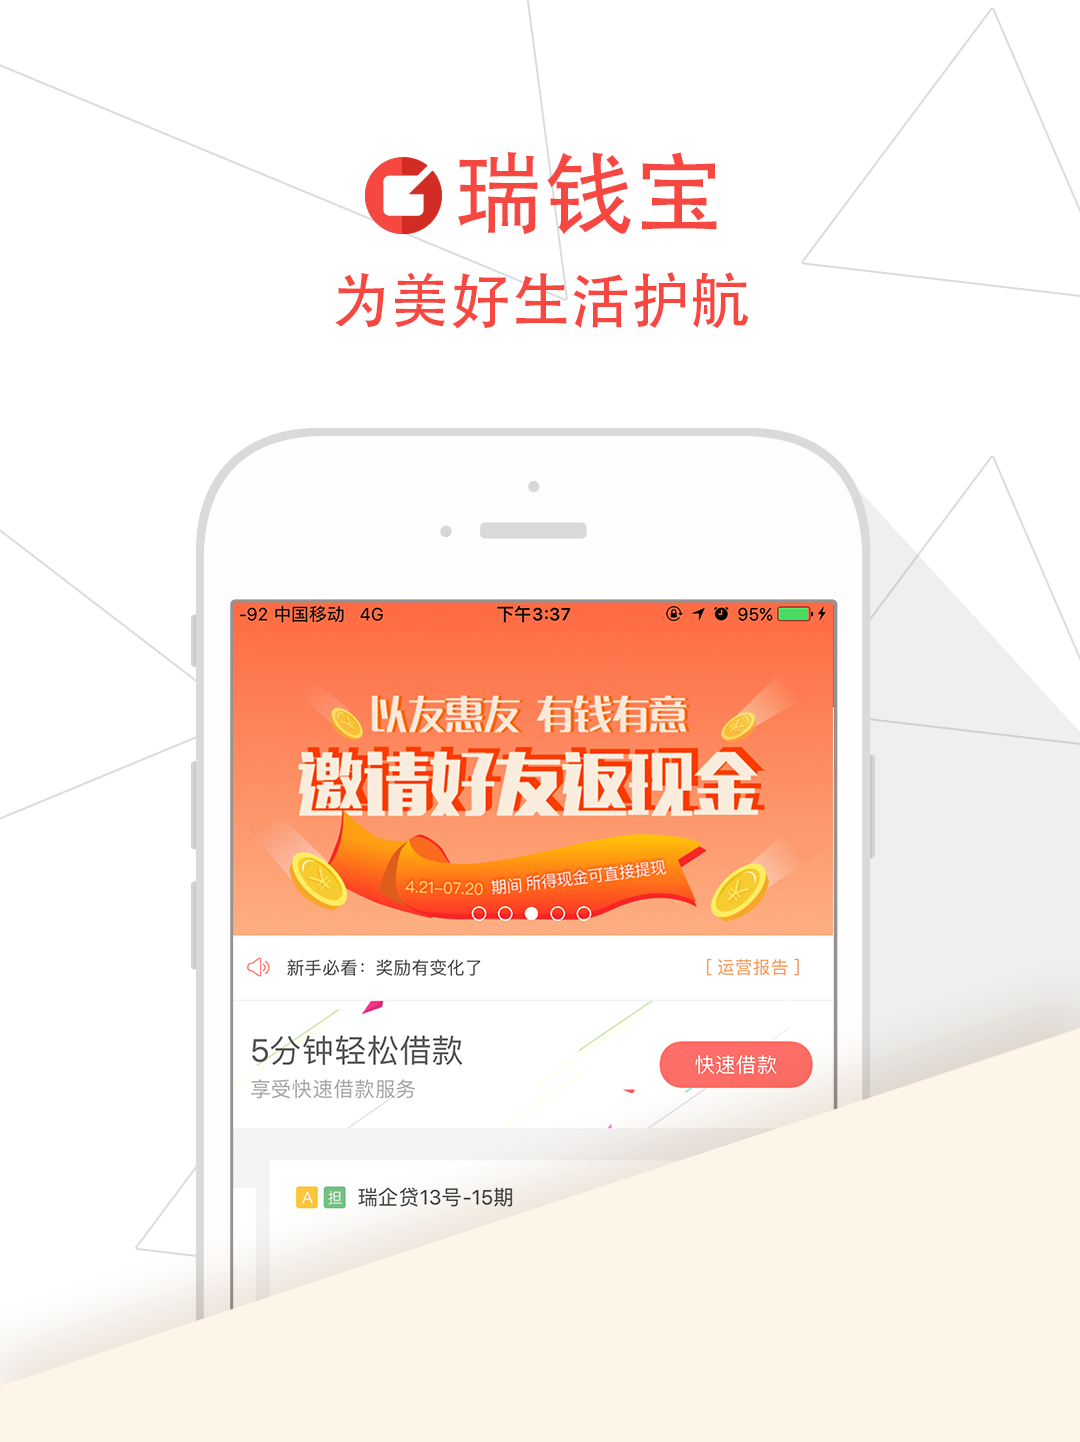 瑞钱宝
为美好生活护航
-92 中国移动 4G 下午3:37 95%
以友惠友 有钱有意
邀请好友返现金
4.21-07.20 期间 所得现金可直接提现
新手必看：奖励有变化了 [ 运营报告 ]
5分钟轻松借款
快速借款
享受快速借款服务
A 担 瑞企贷13号-15期